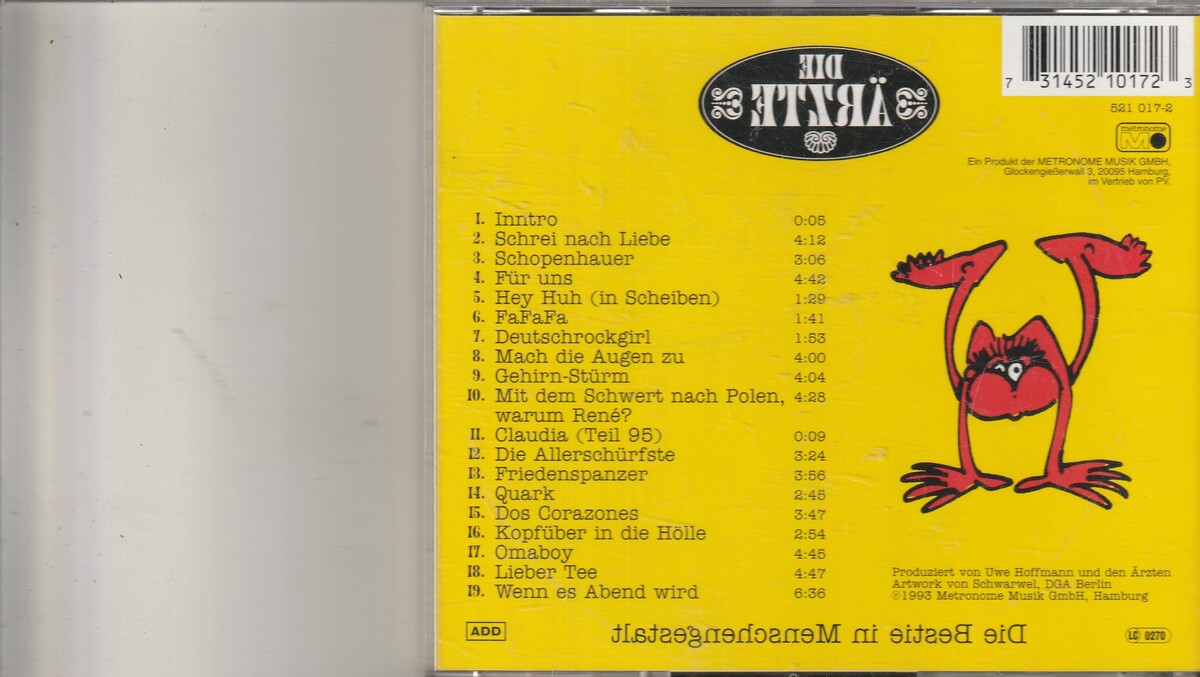 DIE
ÄRZTE
7 31452 10172 3
521 017-2
metronome
Ein Produkt der METRONOME MUSIK GMBH,
Glockengießerwall 3, 20095 Hamburg,
im Vertrieb von PV.
1. Inntro 0:05
2. Schrei nach Liebe 4:12
3. Schopenhauer 3:06
4. Für uns 4:42
5. Hey Huh (in Scheiben) 1:29
6. FaFaFa 1:41
7. Deutschrockgirl 1:53
8. Mach die Augen zu 4:00
9. Gehirn-Stürm 4:04
10. Mit dem Schwert nach Polen, 4:28
warum René?
11. Claudia (Teil 95) 0:09
12. Die Allerschürfste 3:24
13. Friedenspanzer 3:56
14. Quark 2:45
15. Dos Corazones 3:47
16. Kopfüber in die Hölle 2:54
17. Omaboy 4:45
18. Lieber Tee 4:47
19. Wenn es Abend wird 6:36
Produziert von Uwe Hoffmann und den Ärzten
Artwork von Schwarwel, DGA Berlin
℗1993 Metronome Musik GmbH, Hamburg
ADD
Die Bestie in Menschengestalt
LC 0270